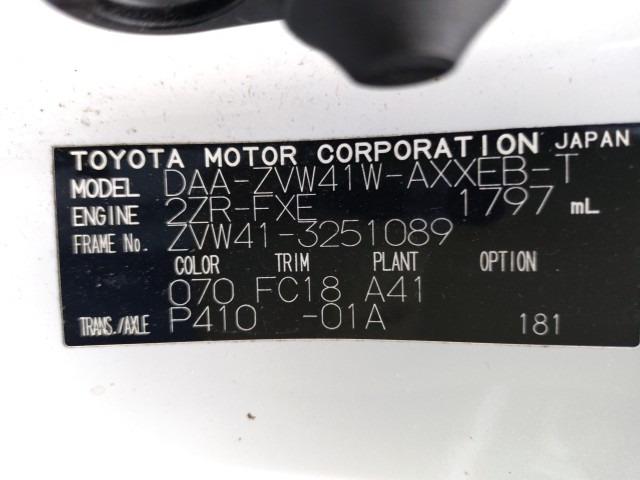 TOYOTA MOTOR CORPORATION JAPAN
MODEL DAA-ZVW41W-AXXEB-T
ENGINE 2ZR-FXE 1797 mL
FRAME No. ZVW41-3251089
COLOR TRIM PLANT OPTION
070 FC18 A41
TRANS./AXLE P410 -01A 181